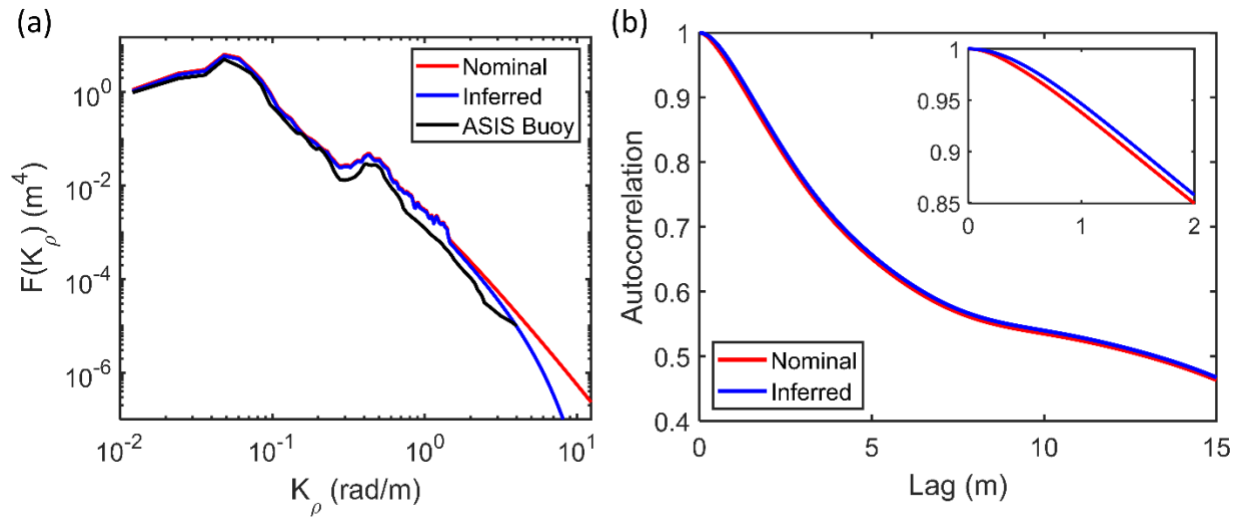 (a)
F(K_ρ) (m^4)
10^0
10^-2
10^-4
10^-6
10^-2
10^-1
10^0
10^1
K_ρ (rad/m)
Nominal
Inferred
ASIS Buoy
(b)
Autocorrelation
1
0.9
0.8
0.7
0.6
0.5
0.4
0
5
10
15
Lag (m)
Nominal
Inferred
1
0.95
0.9
0.85
0
1
2